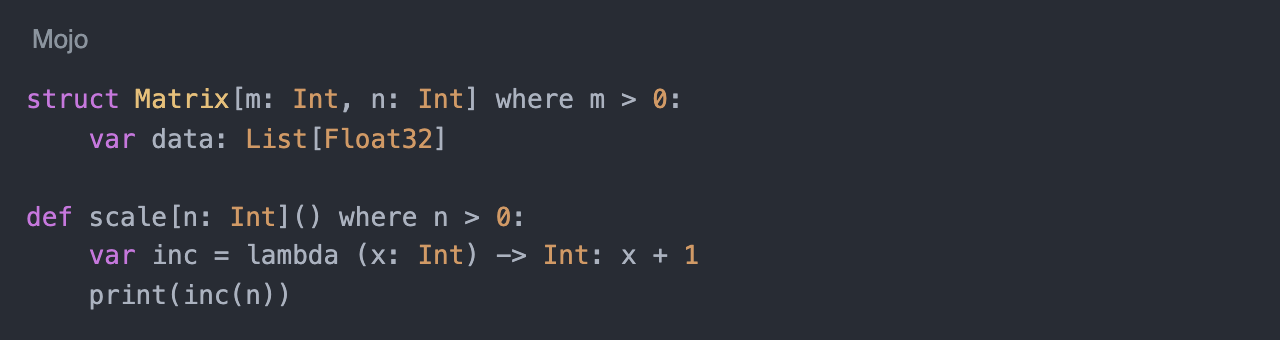 Mojo
struct Matrix[m: Int, n: Int] where m > 0:
    var data: List[Float32]
def scale[n: Int]() where n > 0:
    var inc = lambda (x: Int) -> Int: x + 1
    print(inc(n))